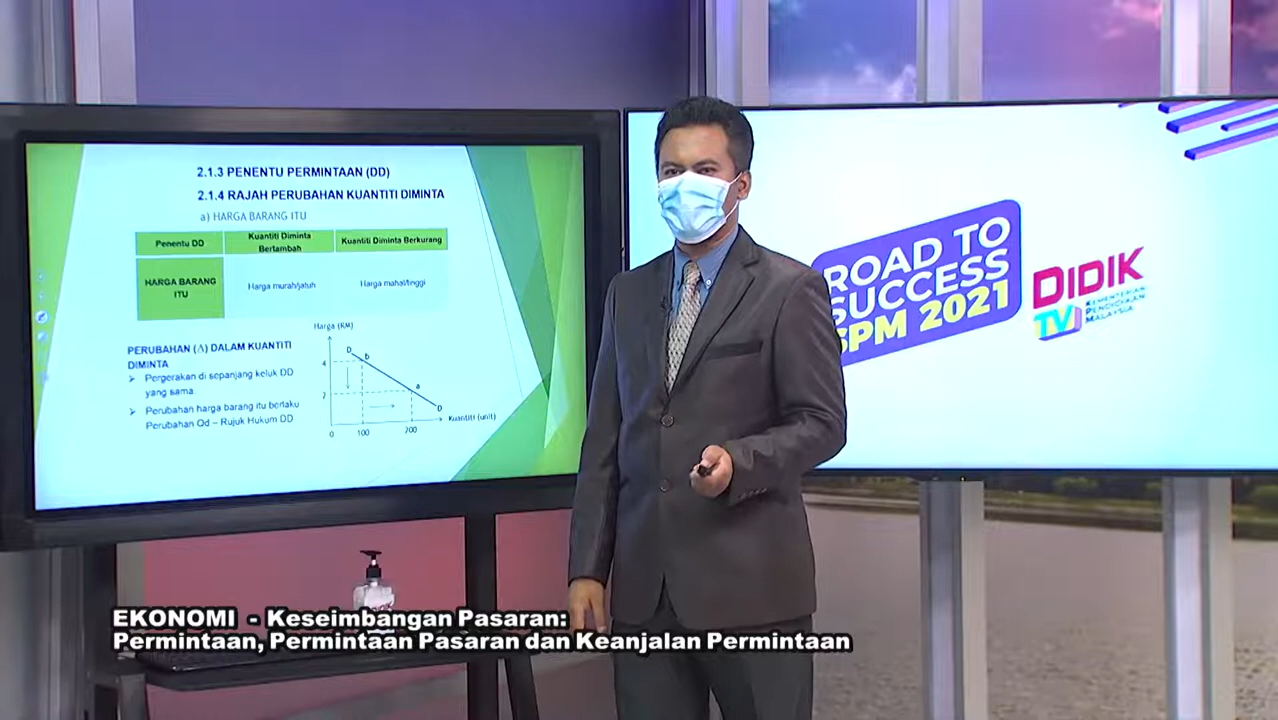 2.1.3 PENENTU PERMINTAAN (DD)
2.1.4 RAJAH PERUBAHAN KUANTITI DIMINTA
a) HARGA BARANG ITU
Penentu DD
Kuantiti Diminta
Bertambah
Kuantiti Diminta Berkurang
HARGA BARANG
ITU
Harga murah/jatuh
Harga mahal/tinggi
PERUBAHAN (Δ) DALAM KUANTITI
DIMINTA
➢ Pergerakan di sepanjang keluk DD
yang sama.
➢ Perubahan harga barang itu berlaku
Perubahan Qd – Rujuk Hukum DD
Harga (RM)
D
b
4
a
2
D
Kuantiti (unit)
0
100
200
ROAD TO
SUCCESS
SPM 2021
DIDIK
TV
KEMENTERIAN
PENDIDIKAN
MALAYSIA
EKONOMI - Keseimbangan Pasaran:
Permintaan, Permintaan Pasaran dan Keanjalan Permintaan